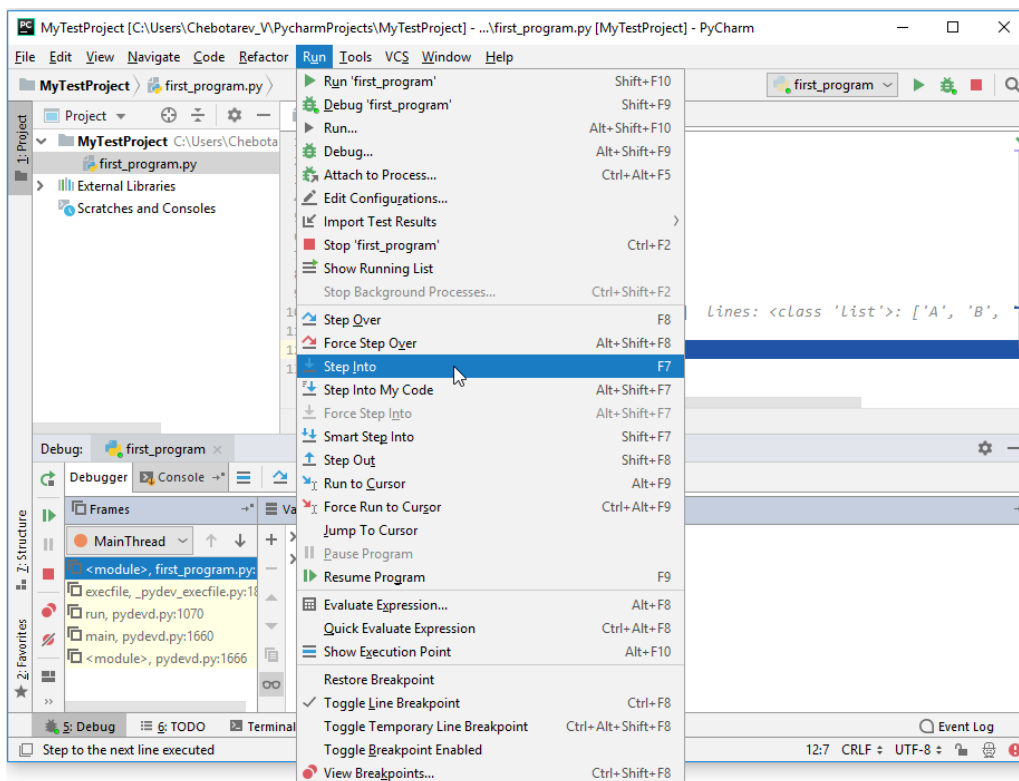 PC MyTestProject [C:\Users\Chebotarev_V\PycharmProjects\MyTestProject] - ...\first_program.py [MyTestProject] - PyCharm
File Edit View Navigate Code Refactor Run Tools VCS Window Help
MyTestProject first_program.py
first_program
1: Project
Project
MyTestProject C:\Users\Chebota
first_program.py
External Libraries
Scratches and Consoles
Run 'first_program' Shift+F10
Debug 'first_program' Shift+F9
Run... Alt+Shift+F10
Debug... Alt+Shift+F9
Attach to Process... Ctrl+Alt+F5
Edit Configurations...
Import Test Results
Stop 'first_program' Ctrl+F2
Show Running List
Stop Background Processes... Ctrl+Shift+F2
Step Over F8
Force Step Over Alt+Shift+F8
Step Into F7
Step Into My Code Alt+Shift+F7
Force Step Into Alt+Shift+F7
Smart Step Into Shift+F7
Step Out Shift+F8
Run to Cursor Alt+F9
Force Run to Cursor Ctrl+Alt+F9
Jump To Cursor
Pause Program
Resume Program F9
Evaluate Expression... Alt+F8
Quick Evaluate Expression Ctrl+Alt+F8
Show Execution Point Alt+F10
Restore Breakpoint
Toggle Line Breakpoint Ctrl+F8
Toggle Temporary Line Breakpoint Ctrl+Alt+Shift+F8
Toggle Breakpoint Enabled
View Breakpoints... Ctrl+Shift+F8
lines: <class 'list'>: ['A', 'B',
Debug: first_program
Debugger Console
Frames Va
MainThread
<module>, first_program.py:
execfile, _pydev_execfile.py:18
run, pydevd.py:1070
main, pydevd.py:1660
<module>, pydevd.py:1666
Z: Structure
2: Favorites
5: Debug 6: TODO Terminal Event Log
Step to the next line executed 12:7 CRLF UTF-8